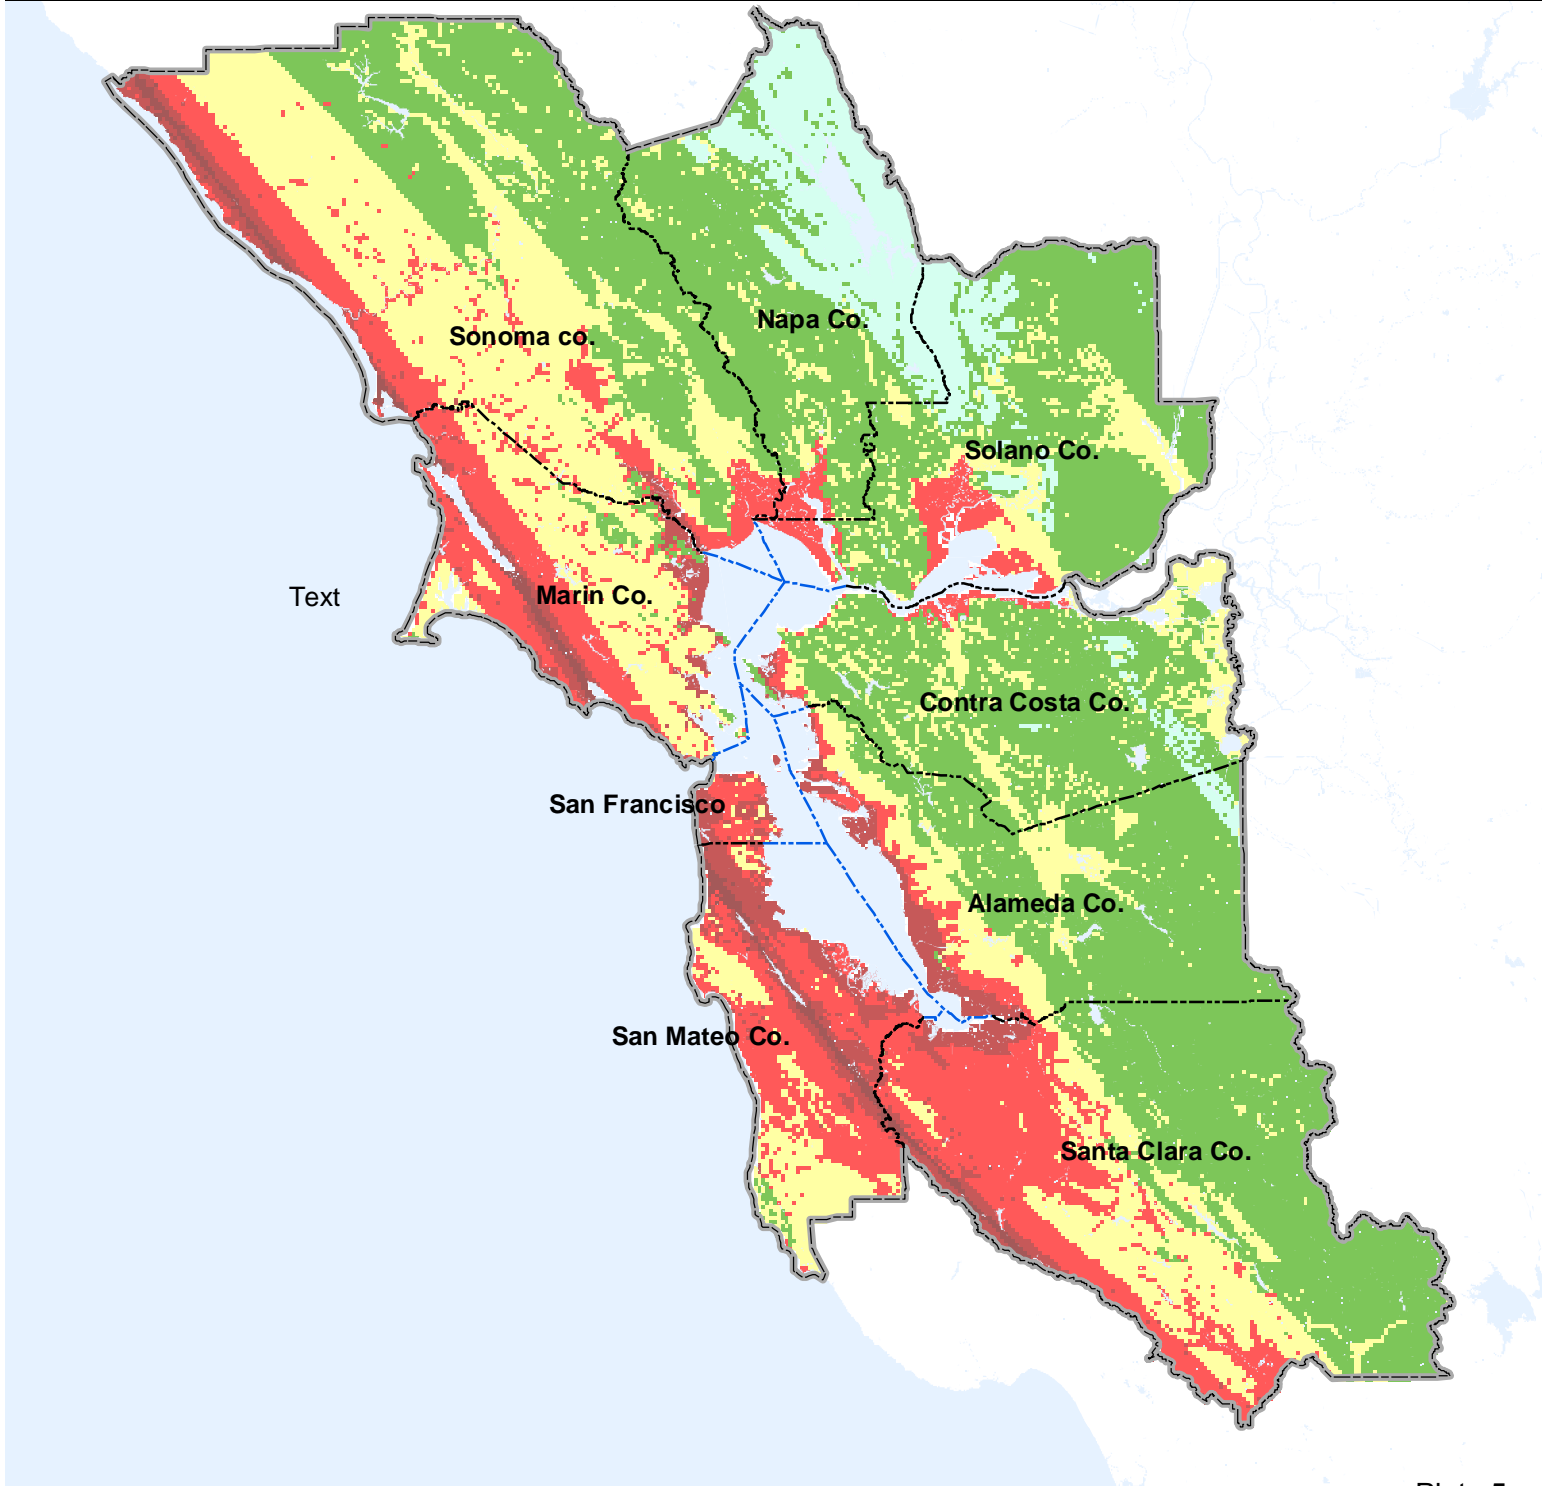 Napa Co.
Sonoma co.
Solano Co.
Text
Marin Co.
Contra Costa Co.
San Francisco
Alameda Co.
San Mateo Co.
Santa Clara Co.